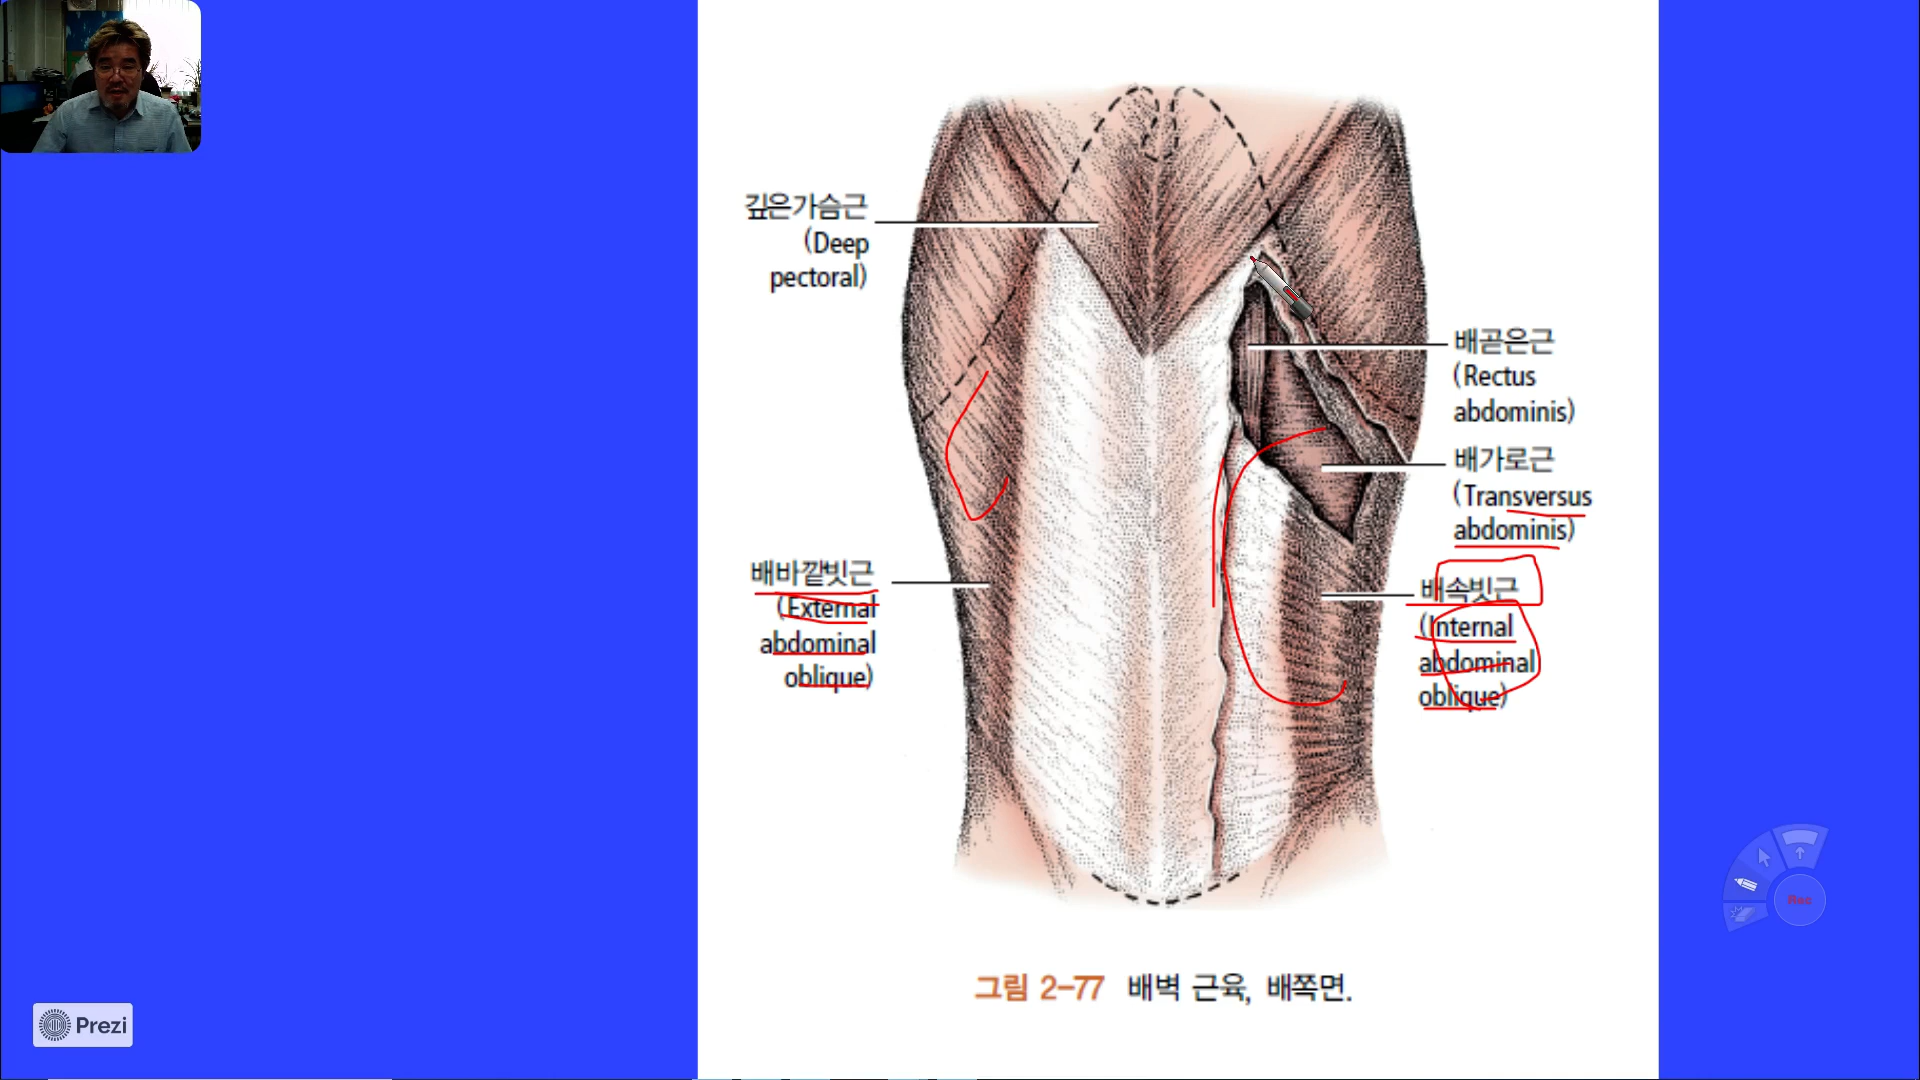 깊은가슴근
(Deep
pectoral)
배곧은근
(Rectus
abdominis)
배가로근
(Transversus
abdominis)
배바깥빗근
(External
abdominal
oblique)
배속빗근
(Internal
abdominal
oblique)
그림 2-77 배벽 근육, 배쪽면.
Prezi
Rec